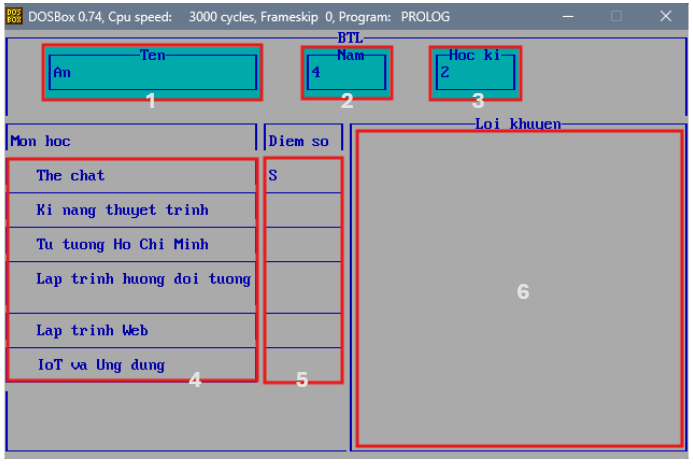 DOSBox 0.74, Cpu speed: 3000 cycles, Frameskip 0, Program: PROLOG
BTL
Ten
Nam
Hoc ki
An
4
2
1
2
3
Loi khuyen
Mon hoc
Diem so
The chat
S
Ki nang thuyet trinh
Tu tuong Ho Chi Minh
Lap trinh huong doi tuong
6
Lap trinh Web
IoT va Ung dung
4
5